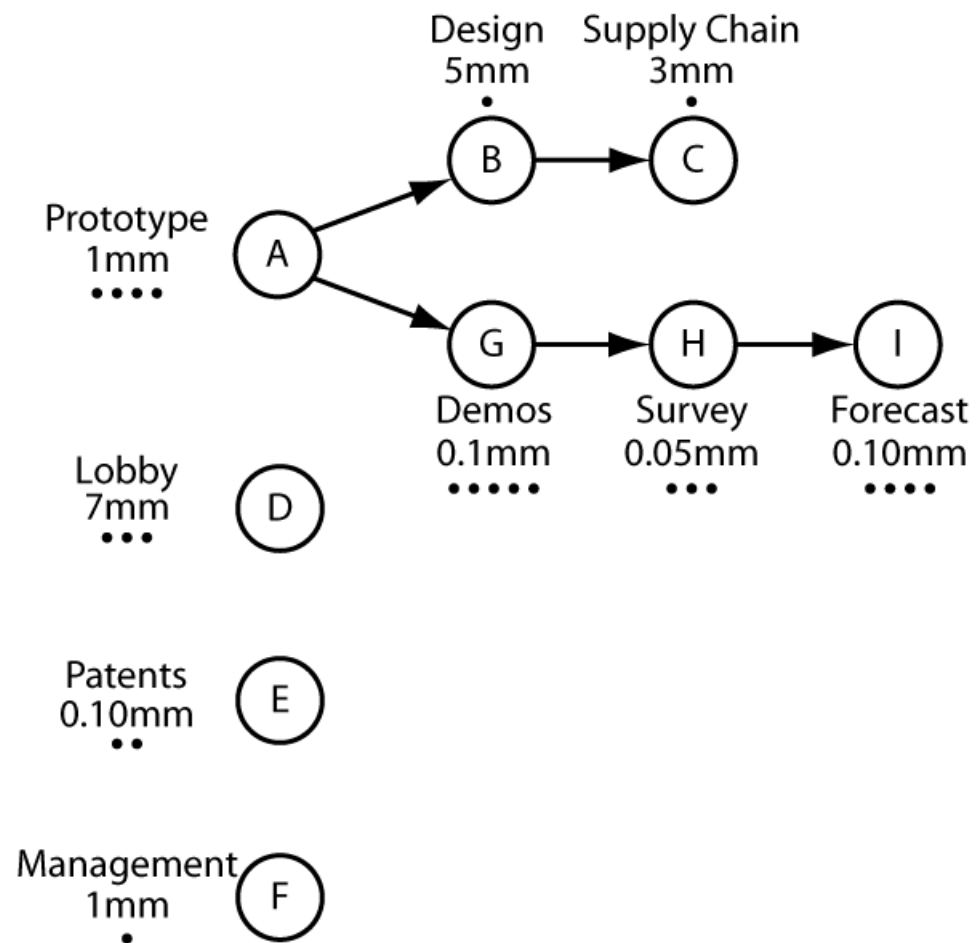 Design
5mm
Supply Chain
3mm
B
C
Prototype
1mm
A
G
H
I
Demos
0.1mm
Survey
0.05mm
Forecast
0.10mm
Lobby
7mm
D
Patents
0.10mm
E
Management
1mm
F